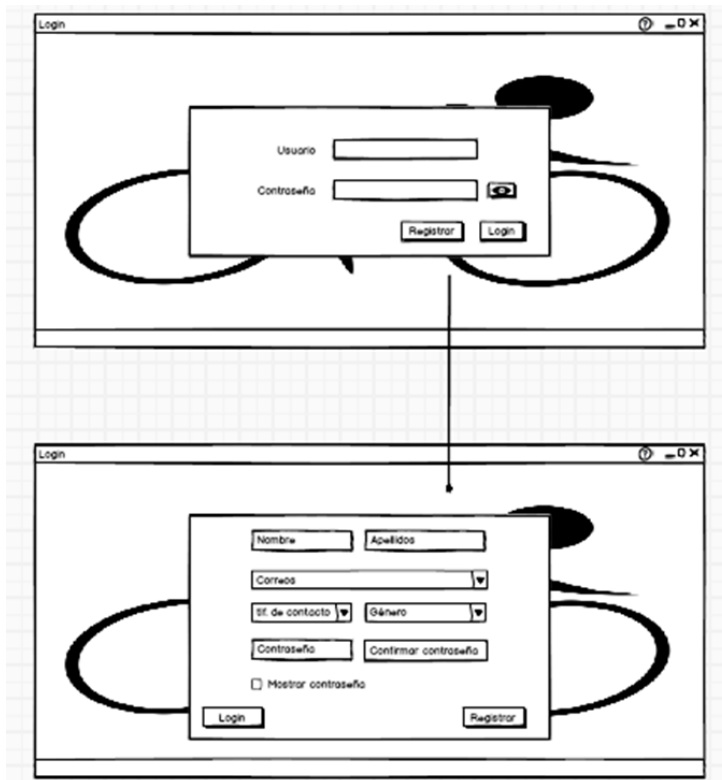 Login
Usuario
Contraseña
Registrar Login
Login
Nombre Apellidos
Correos
tlf. de contacto Género
Contraseña Confirmar contraseña
Mostrar contraseña
Login Registrar